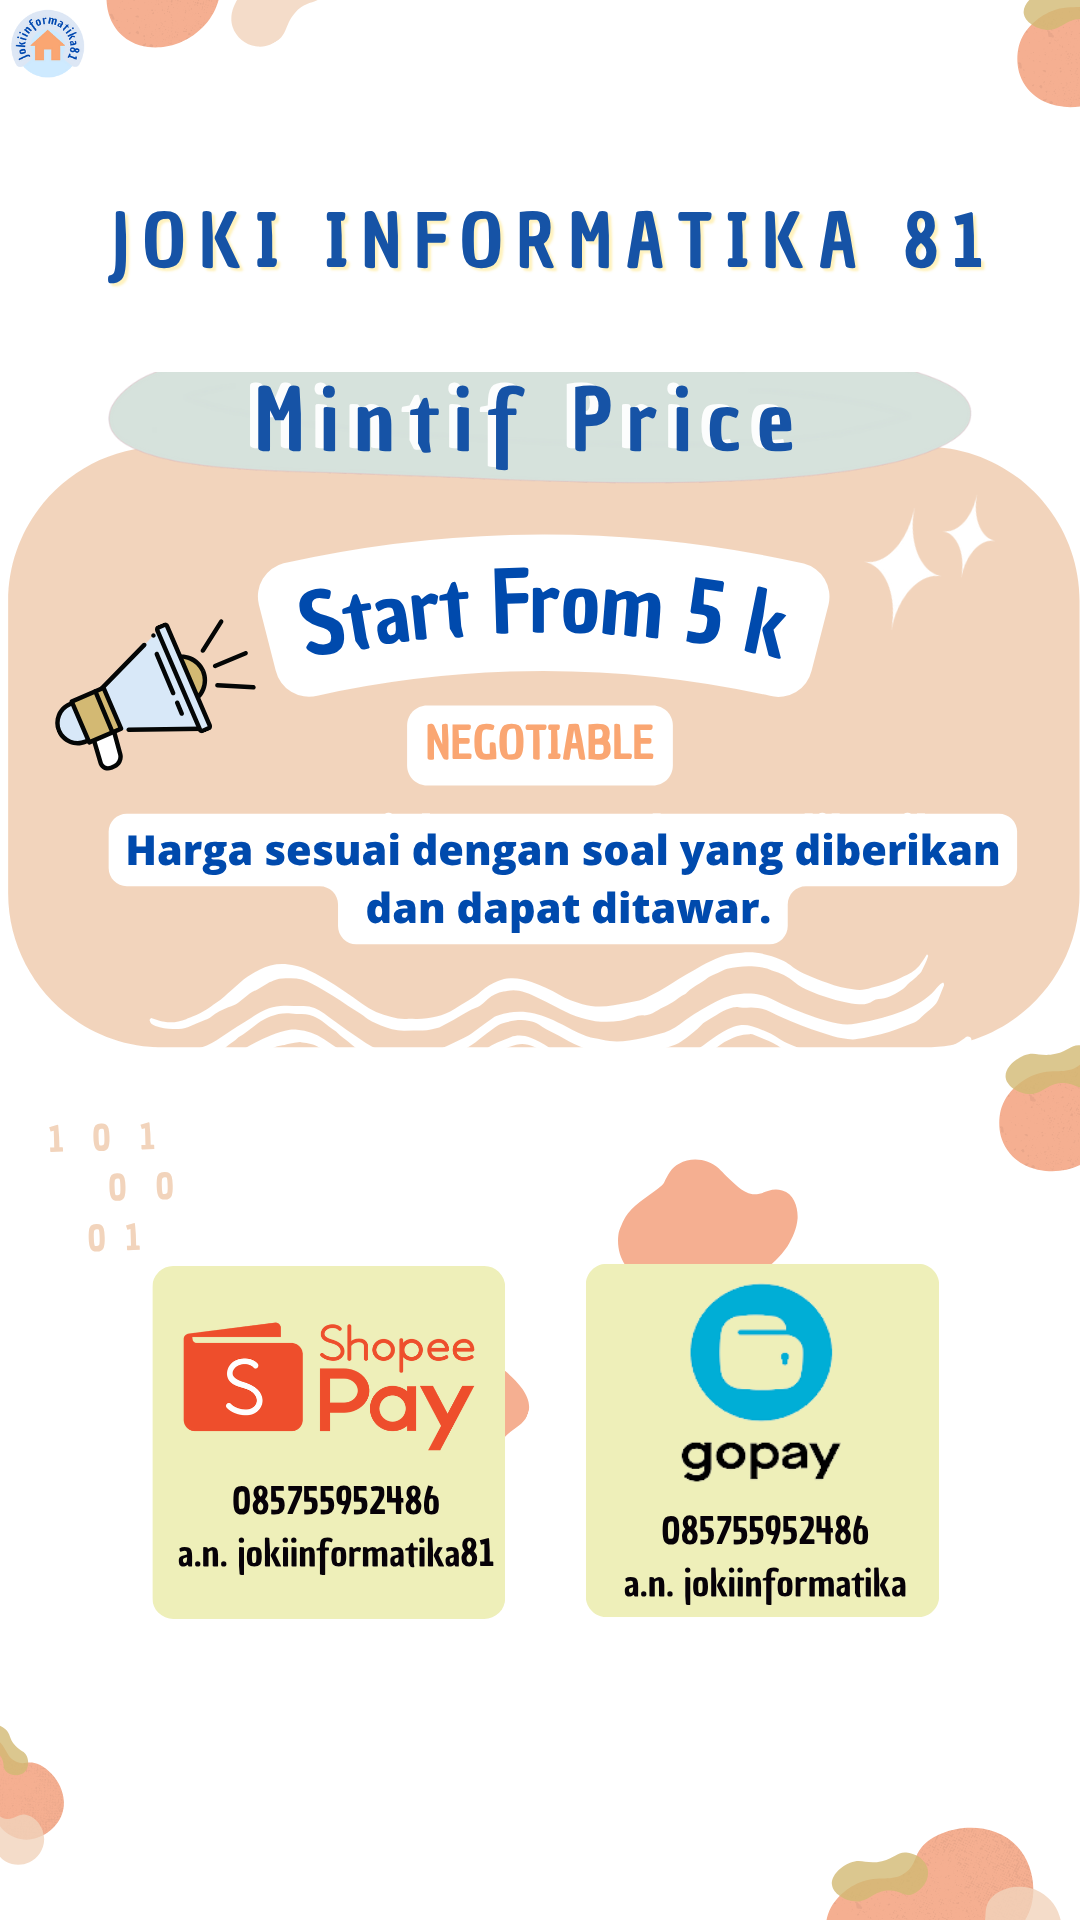 jokiinformatika81
JOKI INFORMATIKA 81
Mintif Price
Start From 5 k
NEGOTIABLE
Harga sesuai dengan soal yang diberikan
dan dapat ditawar.
1 0 1
0 0
0 1
S
Shopee
Pay
085755952486
a.n. jokiinformatika81
gopay
085755952486
a.n. jokiinformatika